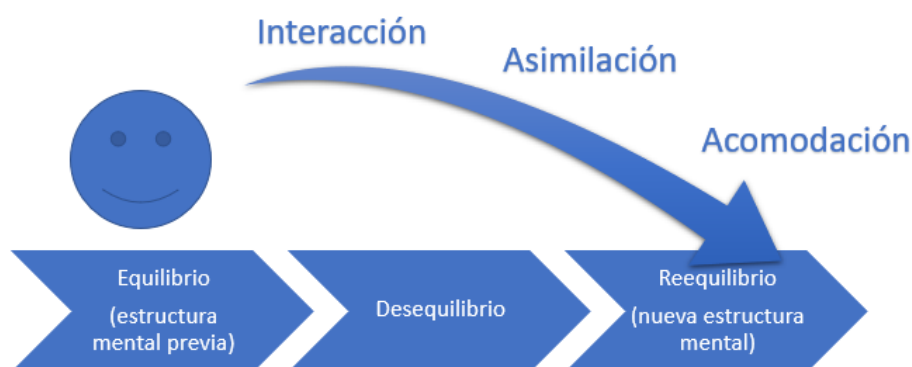 Interacción
Asimilación
Acomodación
Equilibrio
(estructura
mental previa)
Desequilibrio
Reequilibrio
(nueva estructura
mental)